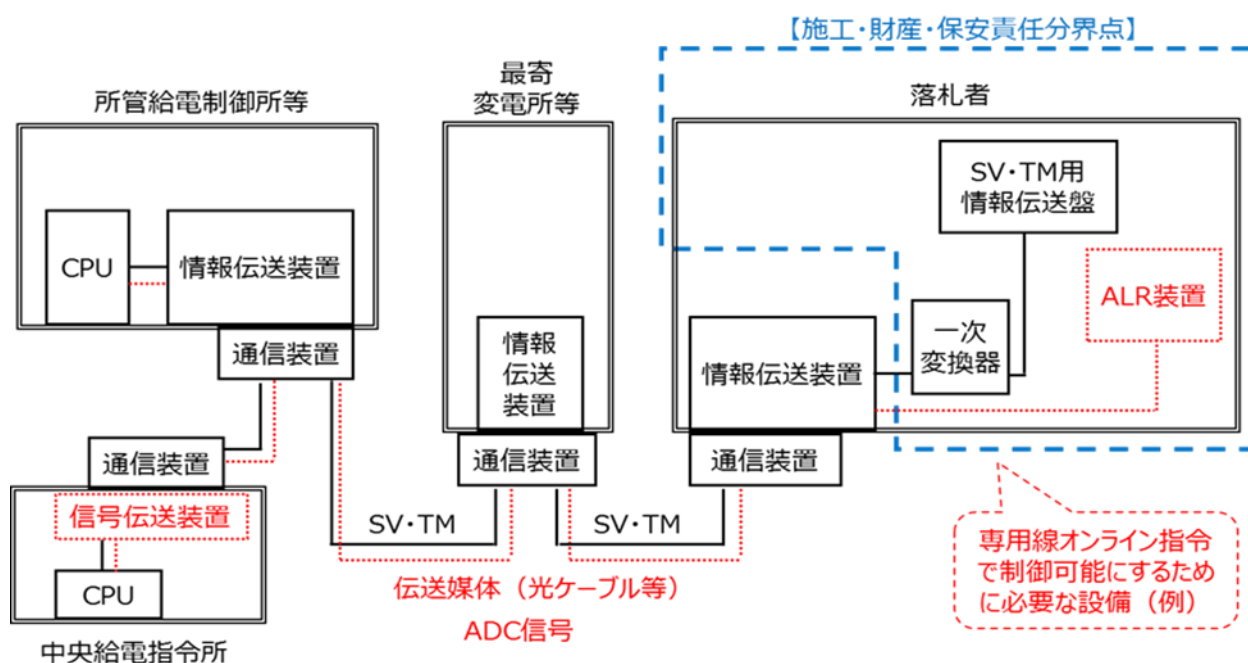 【施工・財産・保安責任分界点】
所管給電制御所等
最寄
変電所等
落札者
SV・TM用
情報伝送盤
CPU
情報伝送装置
ALR装置
通信装置
情報
伝送
装置
情報伝送装置
一次
変換器
通信装置
通信装置
通信装置
信号伝送装置
CPU
中央給電指令所
SV・TM
SV・TM
伝送媒体（光ケーブル等）
ADC信号
専用線オンライン指令
で制御可能にするため
に必要な設備（例）